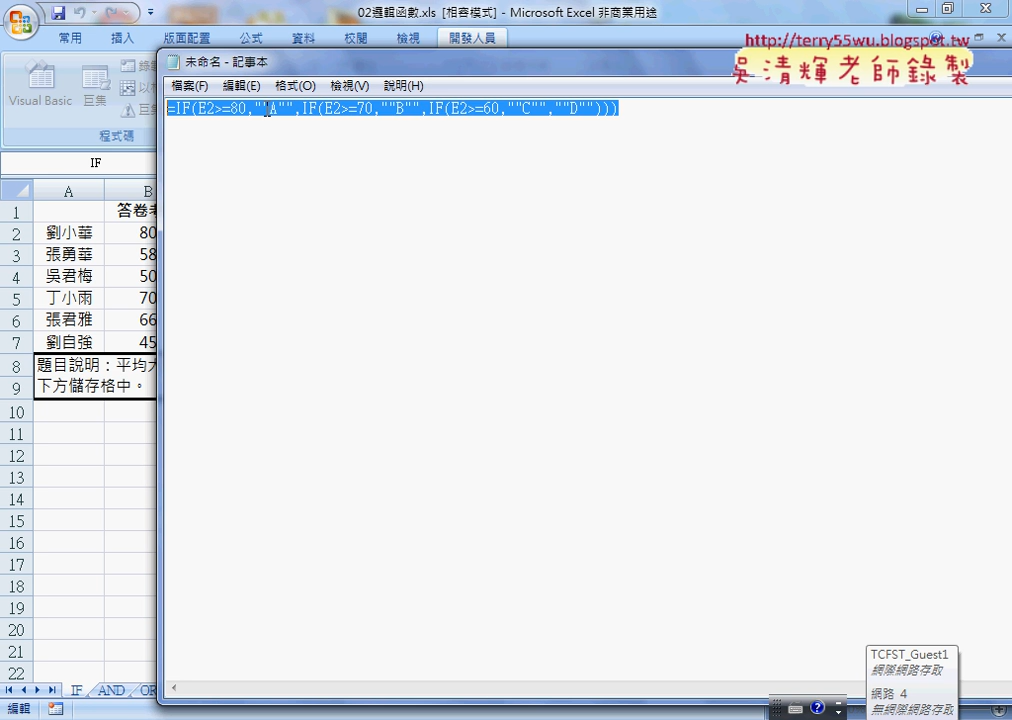 02邏輯函數.xls [相容模式] - Microsoft Excel 非商業用途
常用 插入 版面配置 公式 資料 校閱 檢視 開發人員
http://terry55wu.blogspot.tw
吳清輝老師錄製
未命名 - 記事本
檔案(F) 編輯(E) 格式(O) 檢視(V) 說明(H)
=IF(E2>=80,""A"",IF(E2>=70,""B"",IF(E2>=60,""C"",""D"")))
Visual Basic 巨集
程式碼
IF
A B
1 答卷
2 劉小華 80
3 張勇華 58
4 吳君梅 50
5 丁小雨 70
6 張君雅 66
7 劉自強 45
8 題目說明：平均
9 下方儲存格中。
10
11
12
13
14
15
16
17
18
19
20
21
22
IF AND OR
編輯
TCFST_Guest1
網際網路存取
網路 4
無網際網路存取